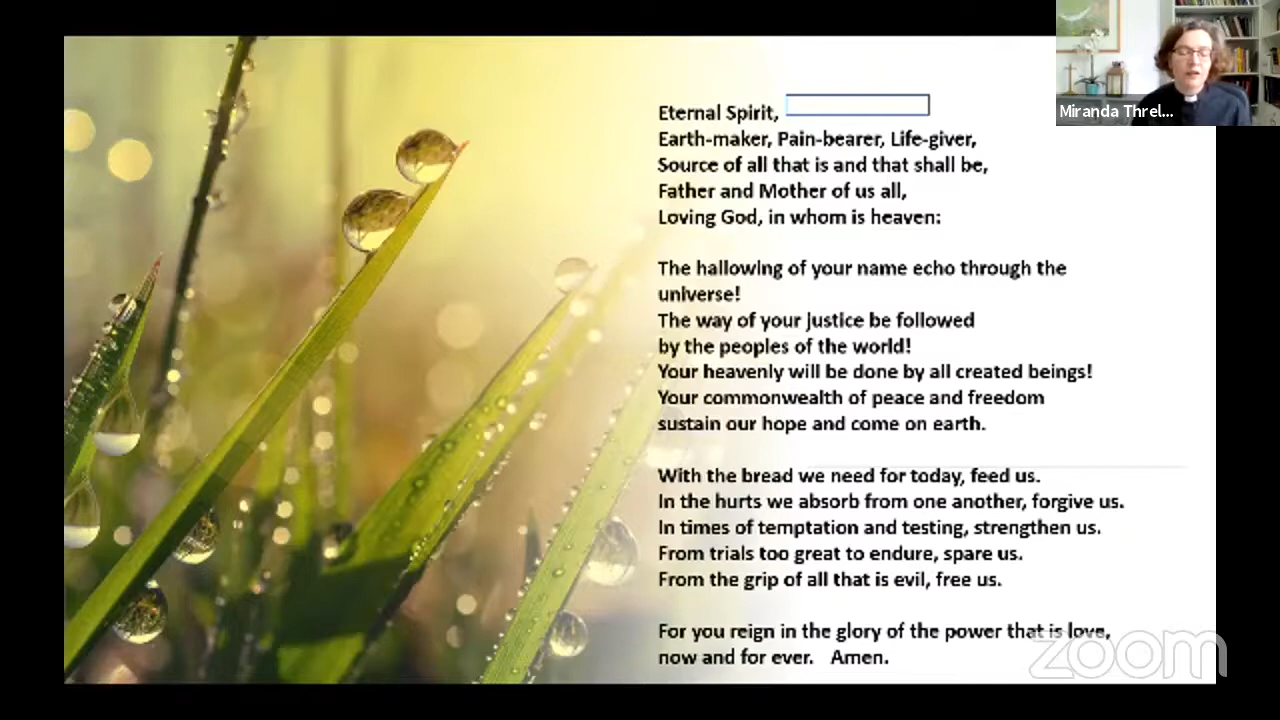 Eternal Spirit,
Earth-maker, Pain-bearer, Life-giver,
Source of all that is and that shall be,
Father and Mother of us all,
Loving God, in whom is heaven:
The hallowing of your name echo through the
universe!
The way of your justice be followed
by the peoples of the world!
Your heavenly will be done by all created beings!
Your commonwealth of peace and freedom
sustain our hope and come on earth.
With the bread we need for today, feed us.
In the hurts we absorb from one another, forgive us.
In times of temptation and testing, strengthen us.
From trials too great to endure, spare us.
From the grip of all that is evil, free us.
For you reign in the glory of the power that is love,
now and for ever. Amen.
Miranda Threl...
zoom